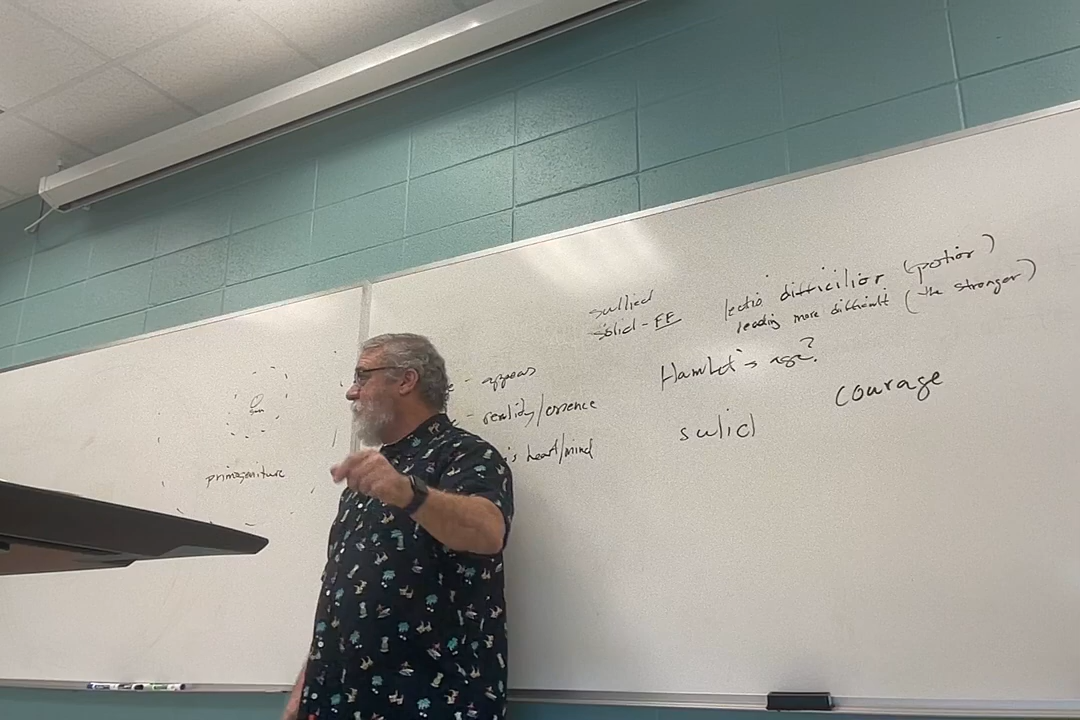 sun
primogeniture
- appears
- reality/essence
's heart/mind
sullied
solid - FF
lectio difficilior (potior)
leading more difficult (the stronger)
Hamlet's age?
courage
sulid